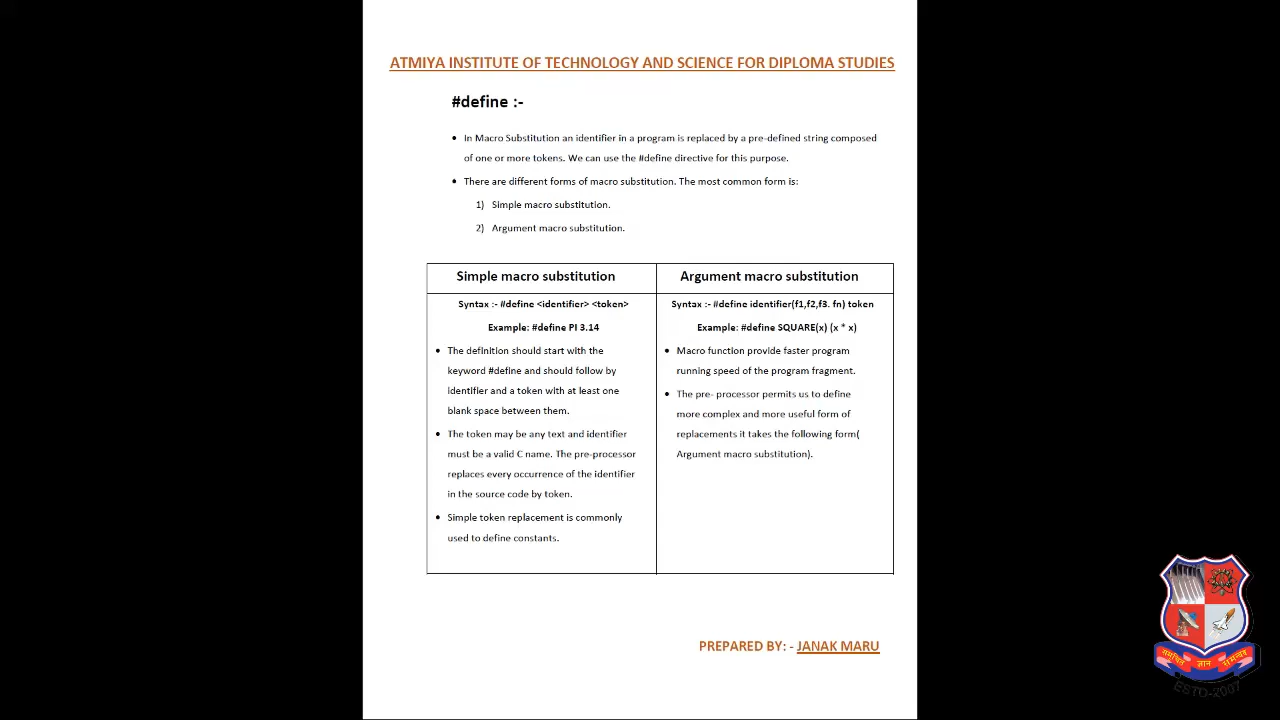 ATMIYA INSTITUTE OF TECHNOLOGY AND SCIENCE FOR DIPLOMA STUDIES
#define :-
• In Macro Substitution an identifier in a program is replaced by a pre-defined string composed
of one or more tokens. We can use the #define directive for this purpose.
• There are different forms of macro substitution. The most common form is:
1) Simple macro substitution.
2) Argument macro substitution.
Simple macro substitution
Syntax :- #define <identifier> <token>
Example: #define PI 3.14
• The definition should start with the
keyword #define and should follow by
identifier and a token with at least one
blank space between them.
• The token may be any text and identifier
must be a valid C name. The pre-processor
replaces every occurrence of the identifier
in the source code by token.
• Simple token replacement is commonly
used to define constants.
Argument macro substitution
Syntax :- #define identifier(f1,f2,f3. fn) token
Example: #define SQUARE(x) (x * x)
• Macro function provide faster program
running speed of the program fragment.
• The pre- processor permits us to define
more complex and more useful form of
replacements it takes the following form(
Argument macro substitution).
PREPARED BY: - JANAK MARU
ज्ञान
ESTD-2007